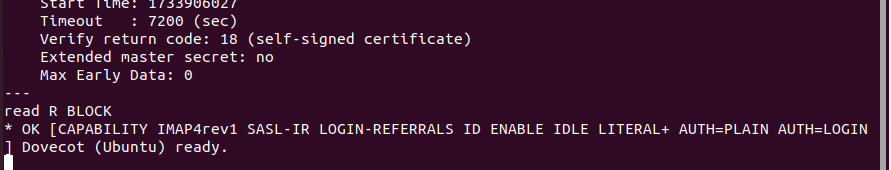 Start Time: 1733906027
Timeout   : 7200 (sec)
Verify return code: 18 (self-signed certificate)
Extended master secret: no
Max Early Data: 0
---
read R BLOCK
* OK [CAPABILITY IMAP4rev1 SASL-IR LOGIN-REFERRALS ID ENABLE IDLE LITERAL+ AUTH=PLAIN AUTH=LOGIN
] Dovecot (Ubuntu) ready.